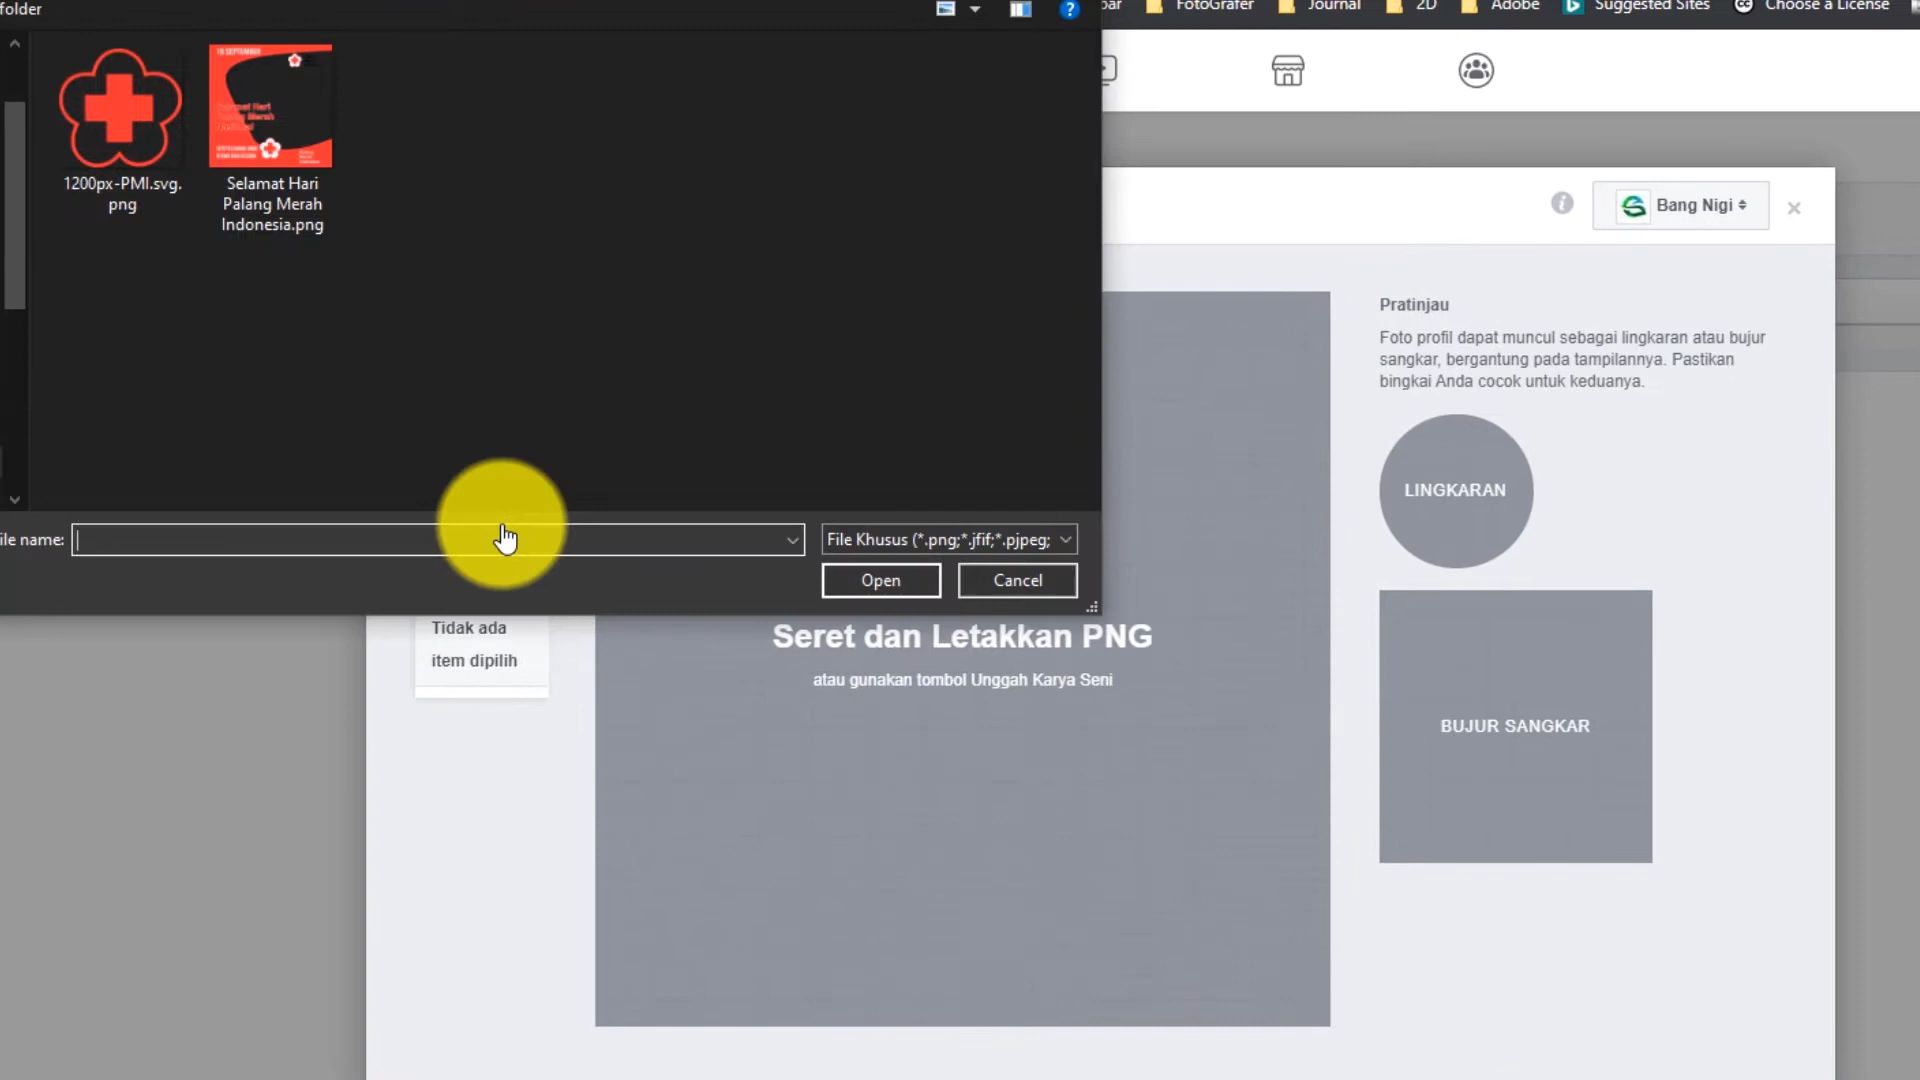 folder
bar
FotoGrafer
Journal
2D
Adobe
Suggested Sites
Choose a License
18 SEPTEMBER
1200px-PMI.svg.
png
Selamat Hari
Palang Merah
Indonesia.png
Bang Nigi
Pratinjau
Foto profil dapat muncul sebagai lingkaran atau bujur
sangkar, bergantung pada tampilannya. Pastikan
bingkai Anda cocok untuk keduanya.
LINGKARAN
ile name:
File Khusus (*.png;*.jfif;*.pjpeg;
Open
Cancel
Tidak ada
item dipilih
Seret dan Letakkan PNG
atau gunakan tombol Unggah Karya Seni
BUJUR SANGKAR